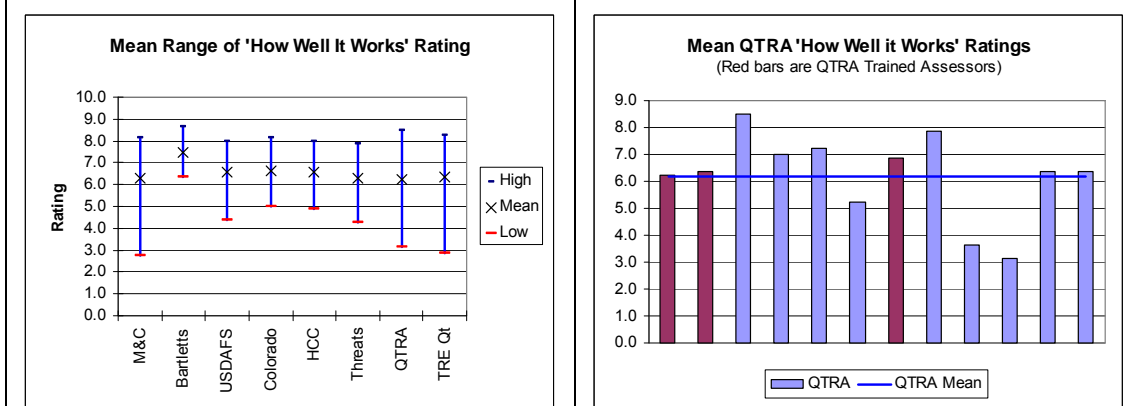 Mean Range of 'How Well It Works' Rating
10.0
9.0
8.0
7.0
6.0
5.0
4.0
3.0
2.0
1.0
0.0
Rating
M&C
Bartletts
USDAFS
Colorado
HCC
Threats
QTRA
TRE Qt
High
Mean
Low
Mean QTRA 'How Well it Works' Ratings
(Red bars are QTRA Trained Assessors)
9.0
8.0
7.0
6.0
5.0
4.0
3.0
2.0
1.0
0.0
QTRA
QTRA Mean